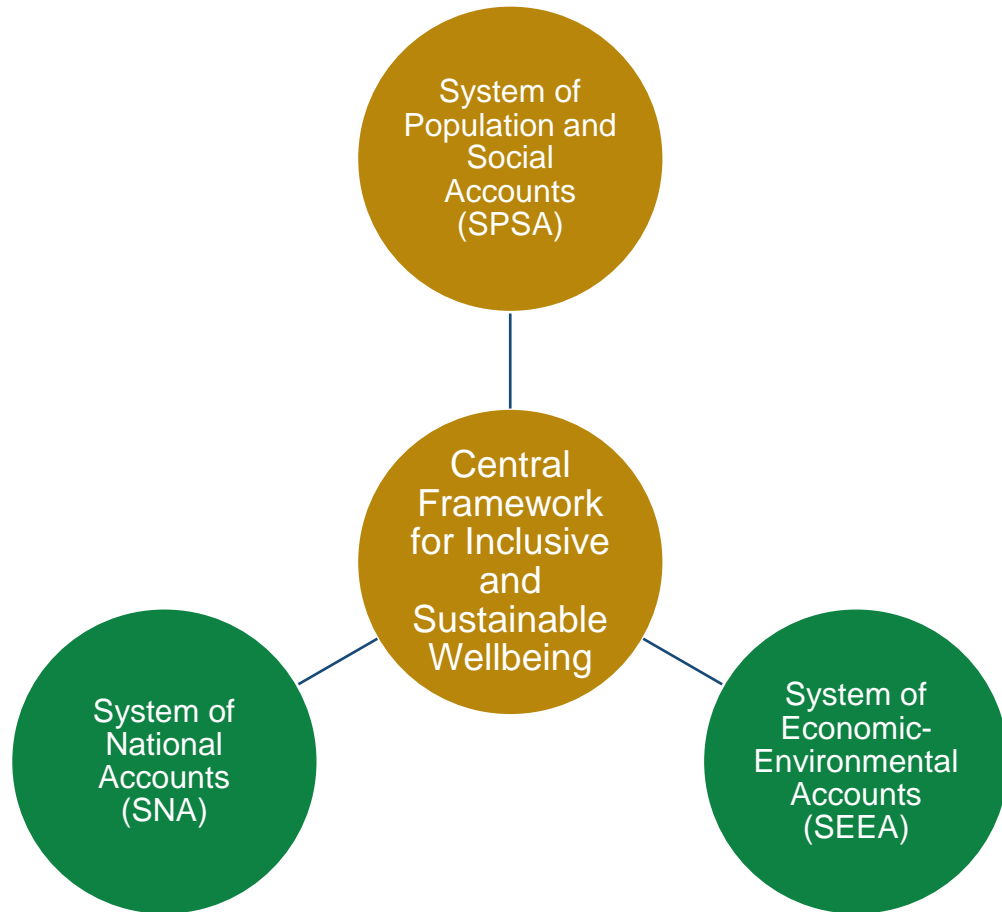 System of
Population and
Social
Accounts
(SPSA)
Central
Framework
for Inclusive
and
Sustainable
Wellbeing
System of
National
Accounts
(SNA)
System of
Economic-
Environmental
Accounts
(SEEA)